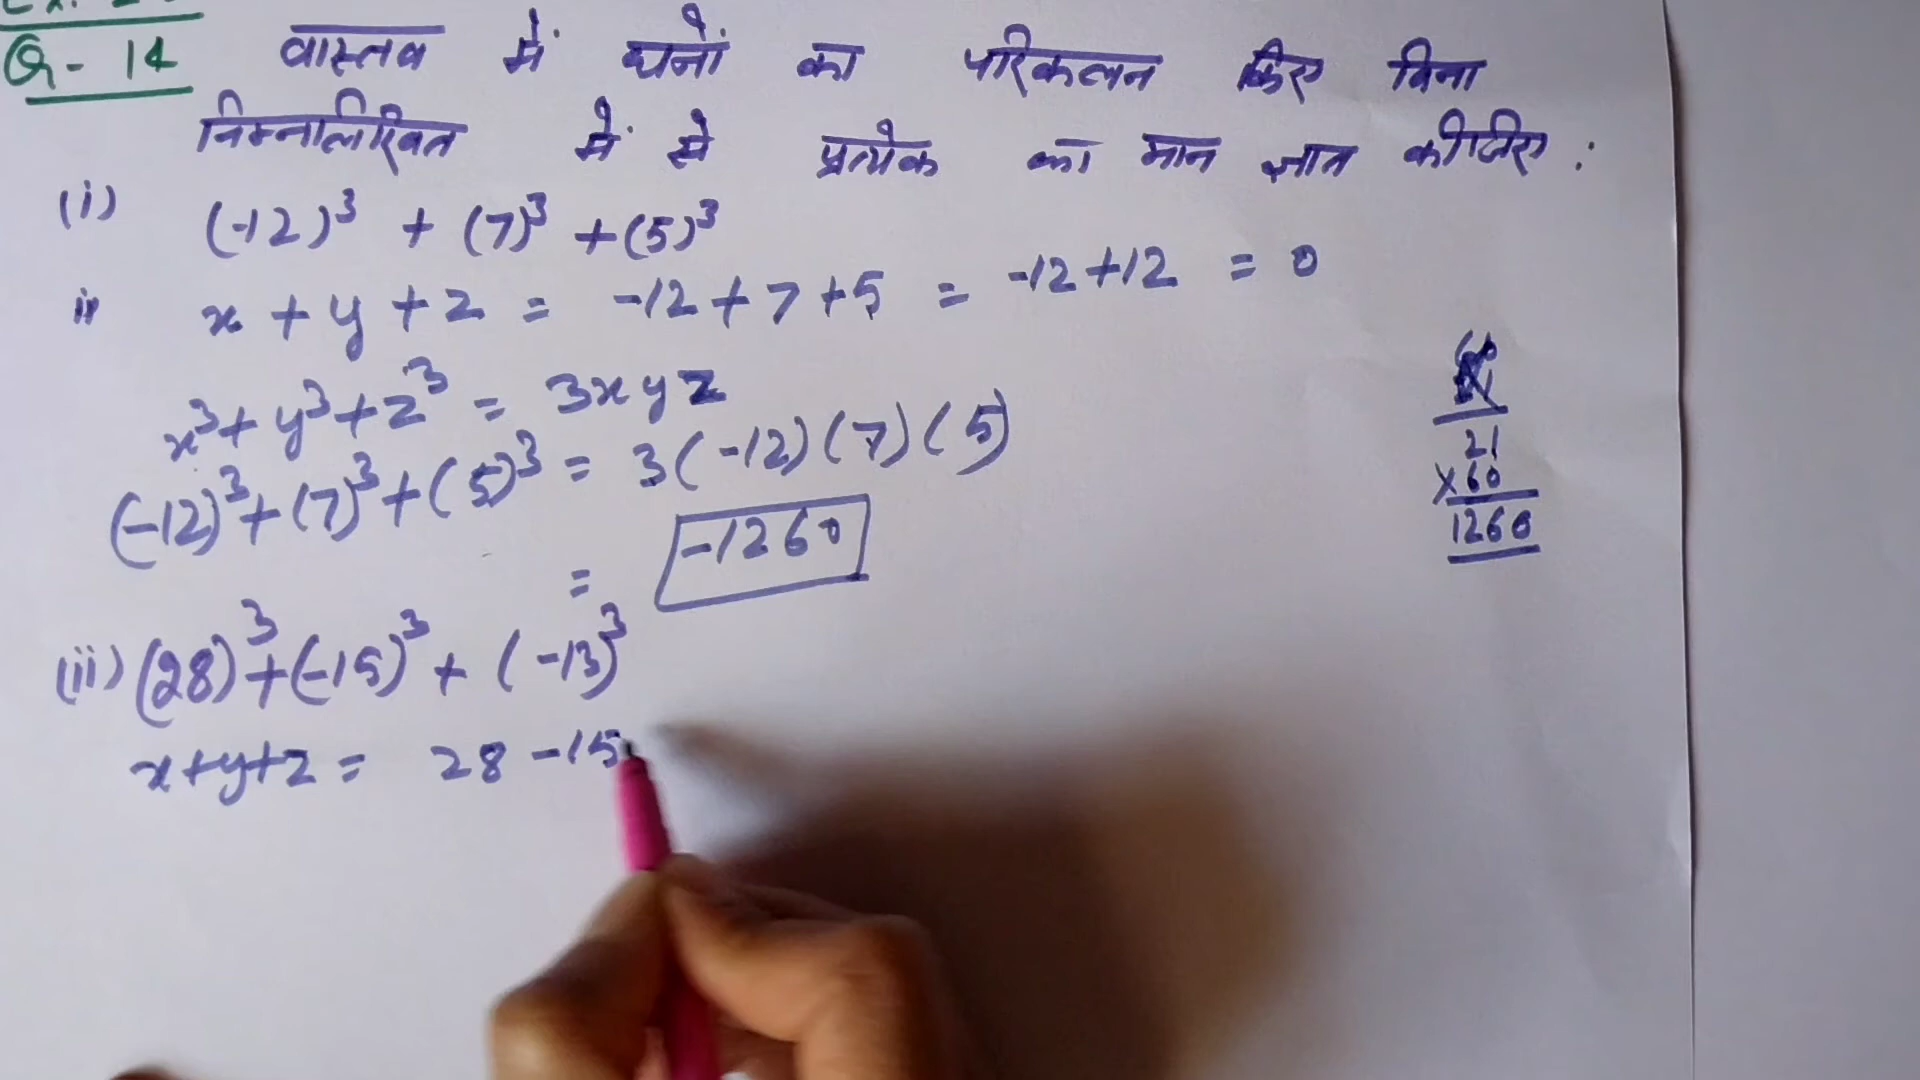 Q-14 वास्तव में घनों का परिकलन किए बिना
निम्नलिखित में से प्रत्येक का मान ज्ञात कीजिए :
(i) (-12)³ + (7)³ + (5)³
x + y + z = -12 + 7 + 5 = -12 + 12 = 0
x³ + y³ + z³ = 3xyz
(-12)³ + (7)³ + (5)³ = 3(-12)(7)(5)
= -1260
21
×60
1260
(ii) (28)³ + (-15)³ + (-13)³
x+y+z = 28 -15